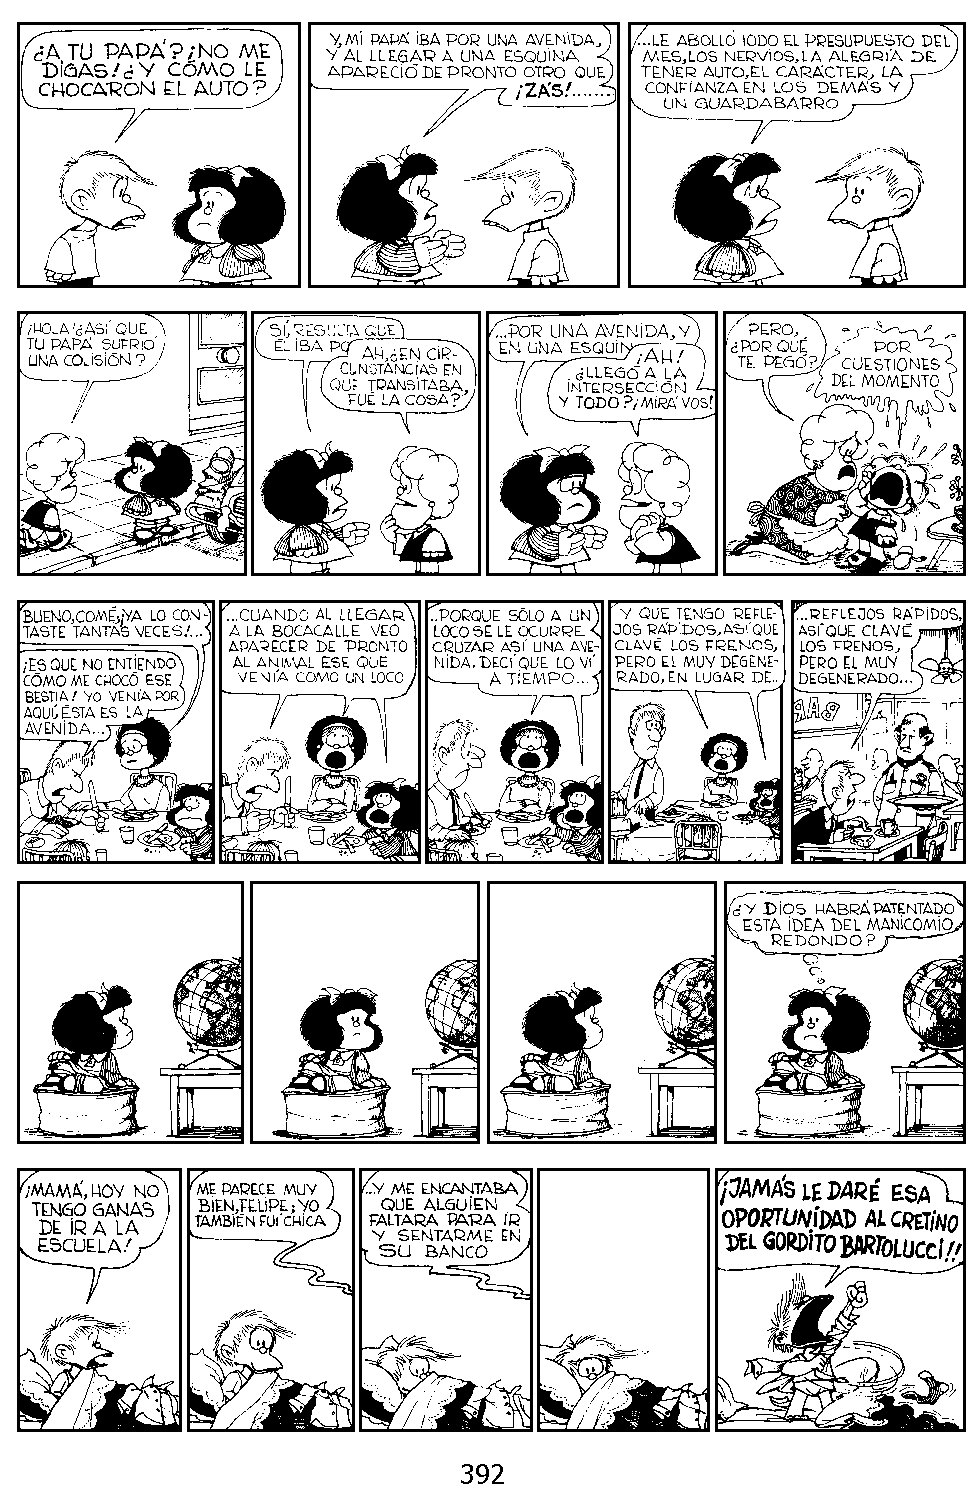 ¿A TU PAPÁ? ¡NO ME
DIGAS! ¿Y CÓMO LE
CHOCARON EL AUTO?
Y, MI PAPÁ IBA POR UNA AVENIDA,
Y AL LLEGAR A UNA ESQUINA
APARECIÓ DE PRONTO OTRO QUE
¡ZÁS!........
...LE ABOLLÓ TODO EL PRESUPUESTO DEL
MES, LOS NERVIOS, LA ALEGRÍA DE
TENER AUTO, EL CARÁCTER, LA
CONFIANZA EN LOS DEMÁS Y
UN GUARDABARRO
¡HOLA! ¿ASÍ QUE
TU PAPÁ SUFRIÓ
UNA COLISIÓN?
SÍ, RESULTA QUE
ÉL IBA PO
AH, ¿EN CIR-
CUNSTANCIAS EN
QUE TRANSITABA,
FUE LA COSA?
...POR UNA AVENIDA, Y
EN UNA ESQUIN
¡AH!
¿LLEGÓ A LA
INTERSECCIÓN
Y TODO? ¡MIRÁ VOS!
PERO,
¿POR QUÉ
TE PEGÓ?
POR
CUESTIONES
DEL MOMENTO
BUENO, COMÉ, ¡YA LO CON-
TASTE TANTAS VECES!...
¡ES QUE NO ENTIENDO
CÓMO ME CHOCÓ ESE
BESTIA! YO VENÍA POR
AQUÍ, ÉSTA ES LA
AVENIDA...
...CUANDO AL LLEGAR
A LA BOCACALLE VEO
APARECER DE PRONTO
AL ANIMAL ESE QUE
VENÍA COMO UN LOCO
..PORQUE SÓLO A UN
LOCO SE LE OCURRE
CRUZAR ASÍ UNA AVE-
NIDA, DECÍ QUE LO VÍ
A TIEMPO...
Y QUE TENGO REFLE-
JOS RÁPIDOS, ASÍ QUE
CLAVÉ LOS FRENOS,
PERO EL MUY DEGENE-
RADO, EN LUGAR DE..
...REFLEJOS RÁPIDOS,
ASÍ QUE CLAVÉ
LOS FRENOS,
PERO EL MUY
DEGENERADO...
BAR
¿Y DIOS HABRÁ PATENTADO
ESTA IDEA DEL MANICOMIO
REDONDO?
¡MAMÁ, HOY NO
TENGO GANAS
DE IR A LA
ESCUELA!
ME PARECE MUY
BIEN, FELIPE; YO
TAMBIÉN FUI CHICA
...Y ME ENCANTABA
QUE ALGUIEN
FALTARA PARA IR
Y SENTARME EN
SU BANCO
¡JAMÁS LE DARÉ ESA
OPORTUNIDAD AL CRETINO
DEL GORDITO BARTOLUCCI!!
392